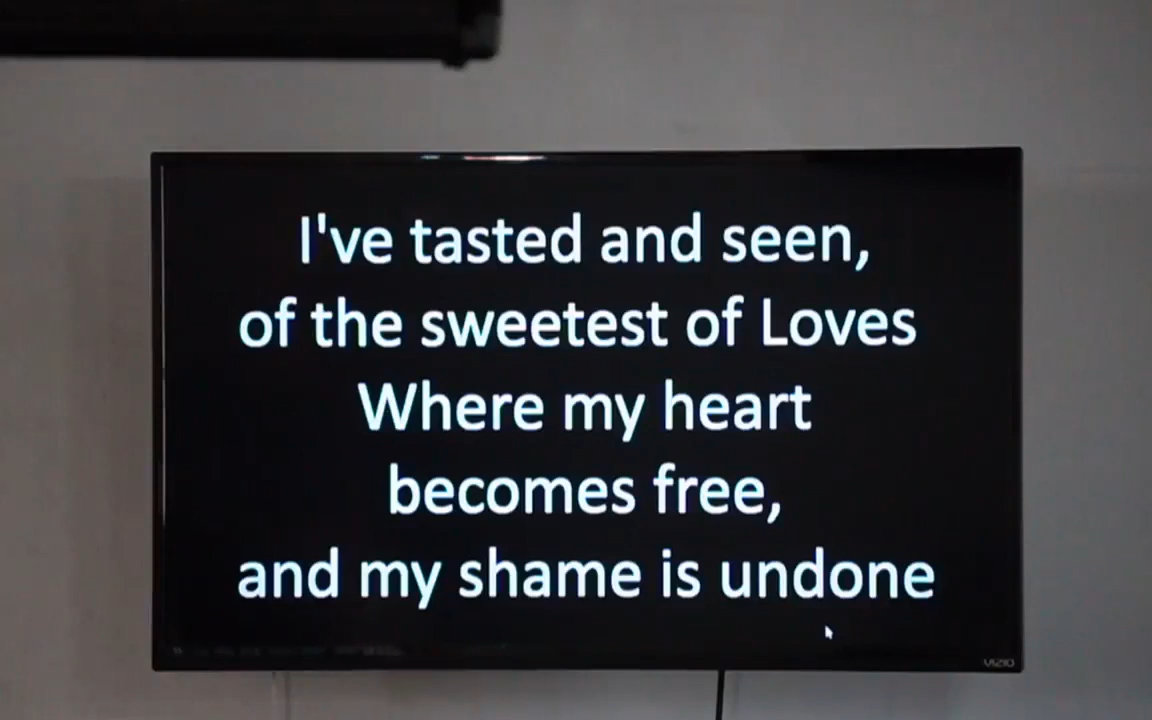 I've tasted and seen,
of the sweetest of Loves
Where my heart
becomes free,
and my shame is undone
VIZIO